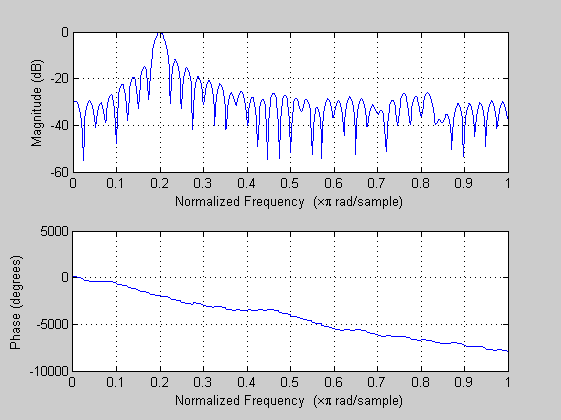 0
-20
-40
-60
Magnitude (dB)
0 0.1 0.2 0.3 0.4 0.5 0.6 0.7 0.8 0.9 1
Normalized Frequency (×π rad/sample)
5000
0
-5000
-10000
Phase (degrees)
0 0.1 0.2 0.3 0.4 0.5 0.6 0.7 0.8 0.9 1
Normalized Frequency (×π rad/sample)